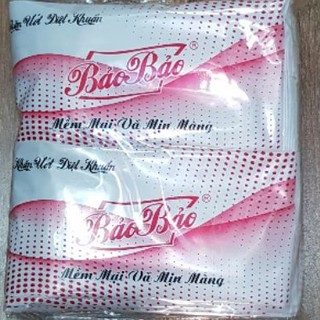 Khăn Ướt Diệt Khuẩn
Bảo Bảo®
Mềm Mại Và Mịn Màng
Khăn Ướt Diệt Khuẩn
Bảo Bảo®
Mềm Mại Và Mịn Màng